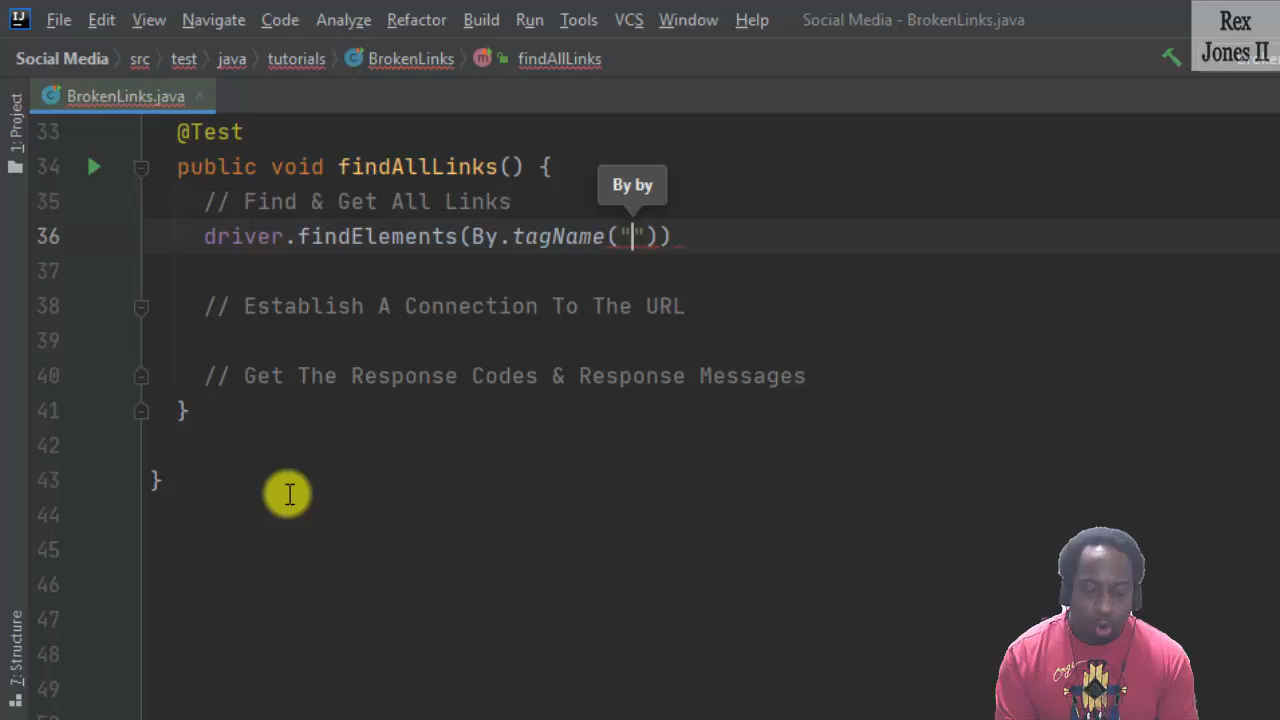 File Edit View Navigate Code Analyze Refactor Build Run Tools VCS Window Help Social Media - BrokenLinks.java
Rex
Jones II
Social Media src test java tutorials BrokenLinks findAllLinks
BrokenLinks.java
1: Project
7: Structure
33 @Test
34 public void findAllLinks() {
By by
35 // Find & Get All Links
36 driver.findElements(By.tagName(""))
37
38 // Establish A Connection To The URL
39
40 // Get The Response Codes & Response Messages
41 }
42
43 }
44
45
46
47
48
49